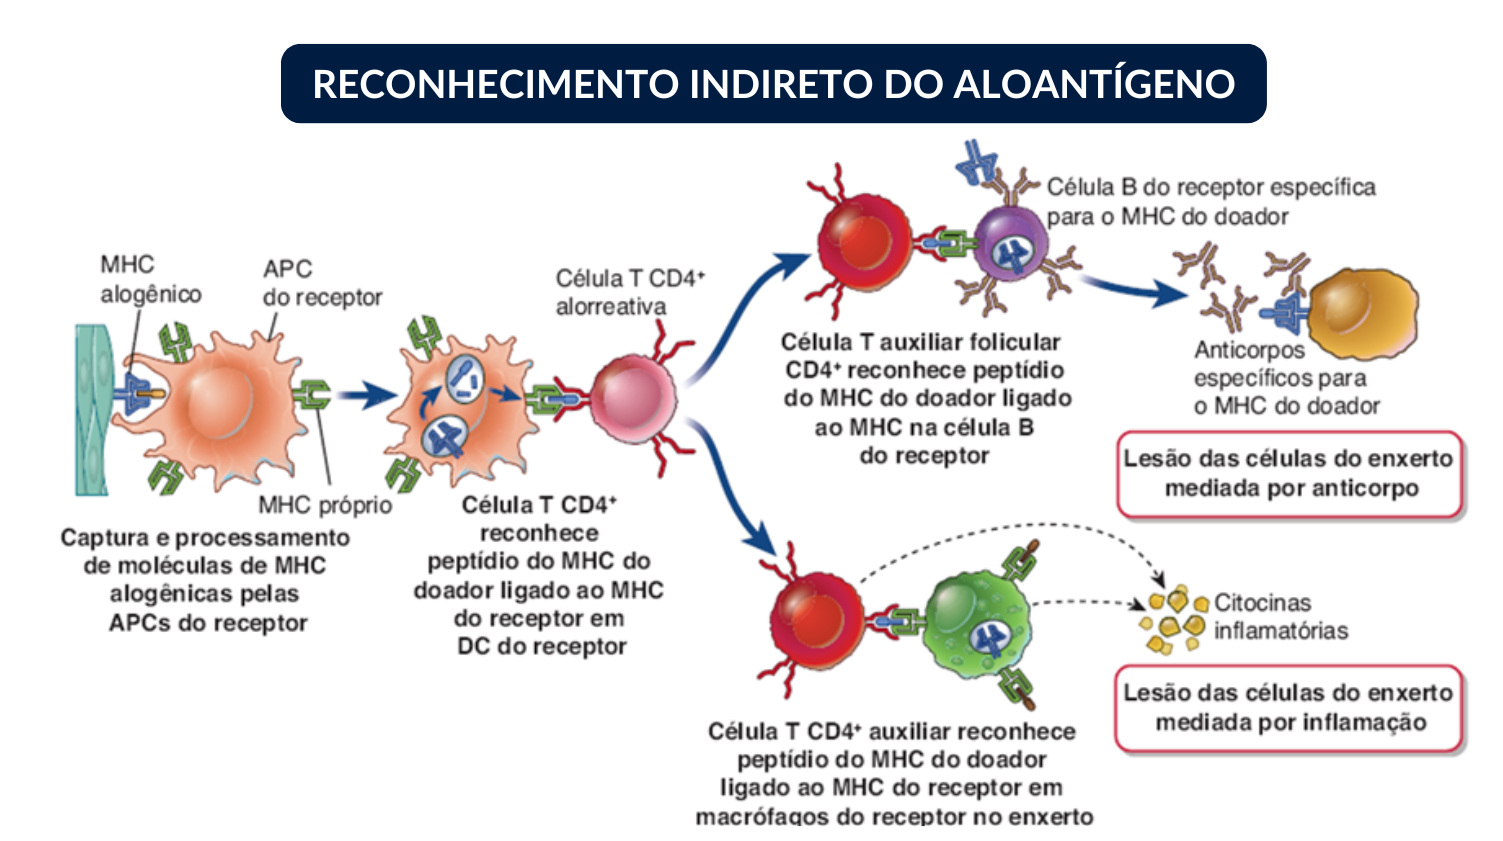 RECONHECIMENTO INDIRETO DO ALOANTÍGENO
MHC
alogênico
APC
do receptor
MHC próprio
Captura e processamento
de moléculas de MHC
alogênicas pelas
APCs do receptor
Célula T CD4⁺
alorreativa
Célula T CD4⁺
reconhece
peptídio do MHC do
doador ligado ao MHC
do receptor em
DC do receptor
Célula B do receptor específica
para o MHC do doador
Célula T auxiliar folicular
CD4⁺ reconhece peptídio
do MHC do doador ligado
ao MHC na célula B
do receptor
Anticorpos
específicos para
o MHC do doador
Lesão das células do enxerto
mediada por anticorpo
Citocinas
inflamatórias
Lesão das células do enxerto
mediada por inflamação
Célula T CD4⁺ auxiliar reconhece
peptídio do MHC do doador
ligado ao MHC do receptor em
macrófagos do receptor no enxerto